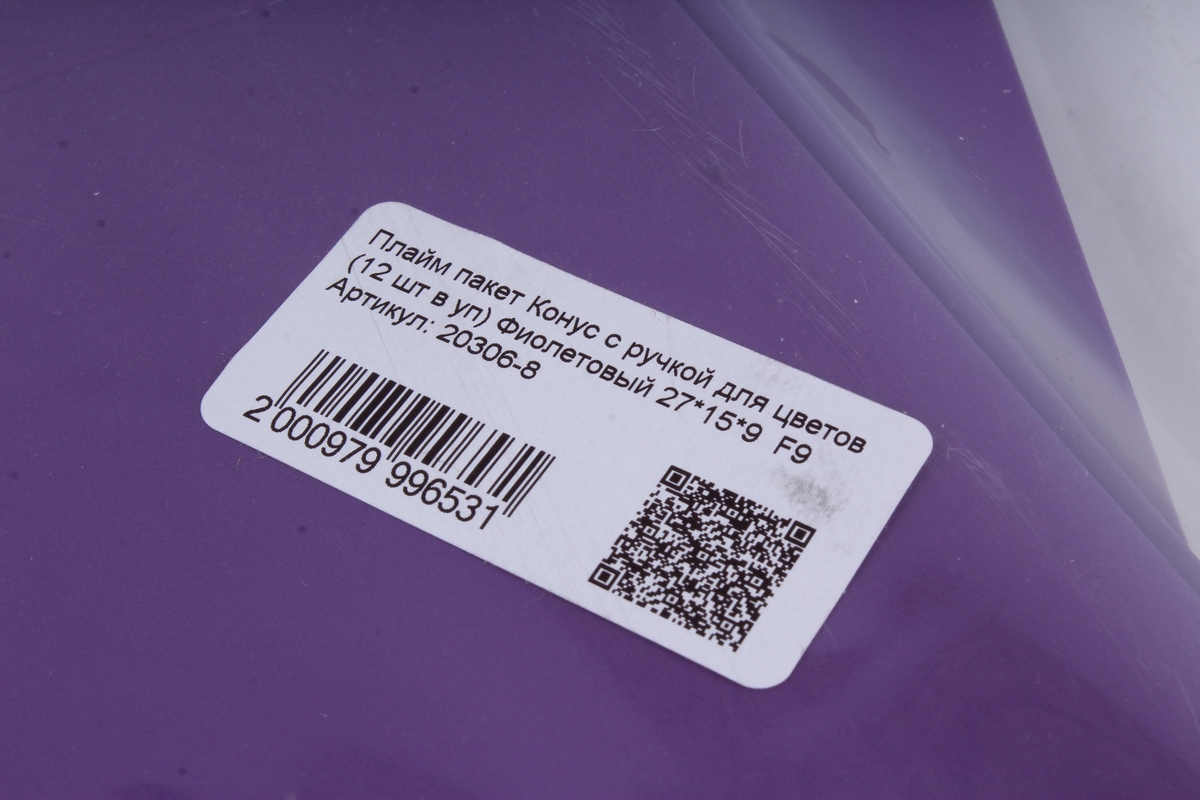 Плайм пакет Конус с ручкой для цветов
(12 шт в уп) Фиолетовый 27*15*9 F9
Артикул: 20306-8
2 000979 996531